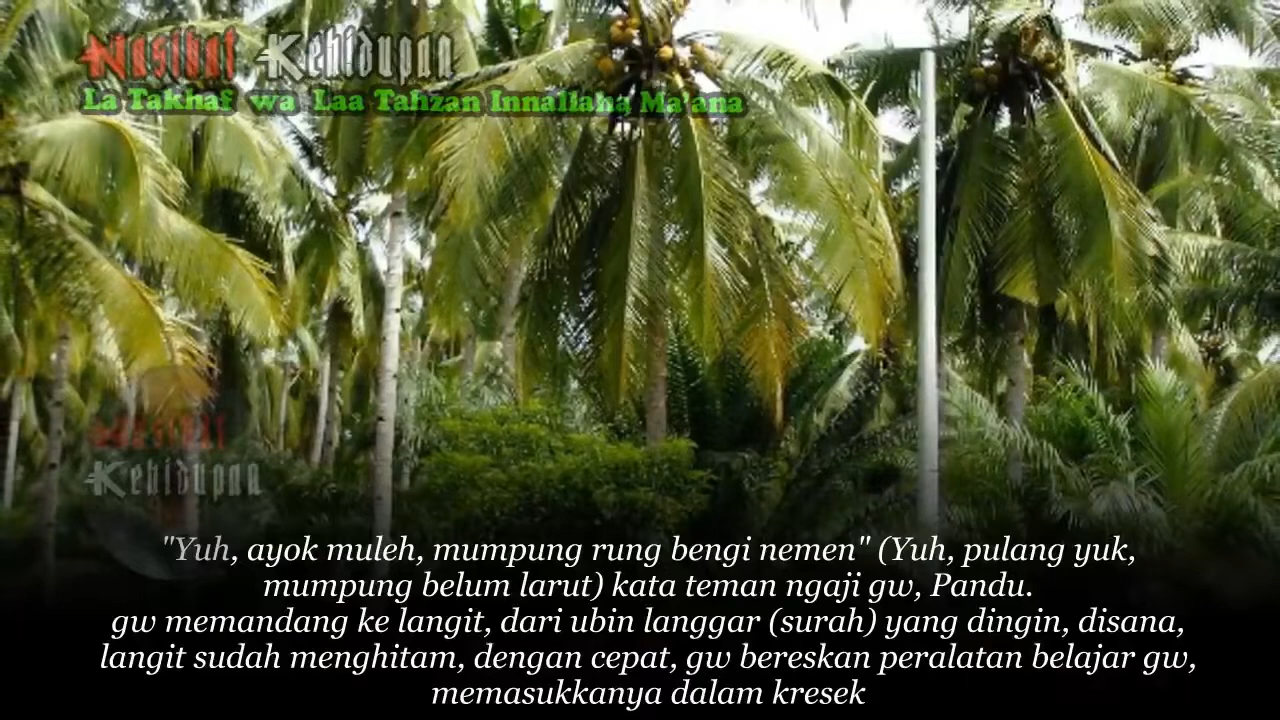 Nasihat Kehidupan
La Takhaf wa Laa Tahzan Innallaha Ma'ana
Nasihat
Kehidupan
"Yuh, ayok muleh, mumpung rung bengi nemen" (Yuh, pulang yuk,
mumpung belum larut) kata teman ngaji gw, Pandu.
gw memandang ke langit, dari ubin langgar (surah) yang dingin, disana,
langit sudah menghitam, dengan cepat, gw bereskan peralatan belajar gw,
memasukkanya dalam kresek